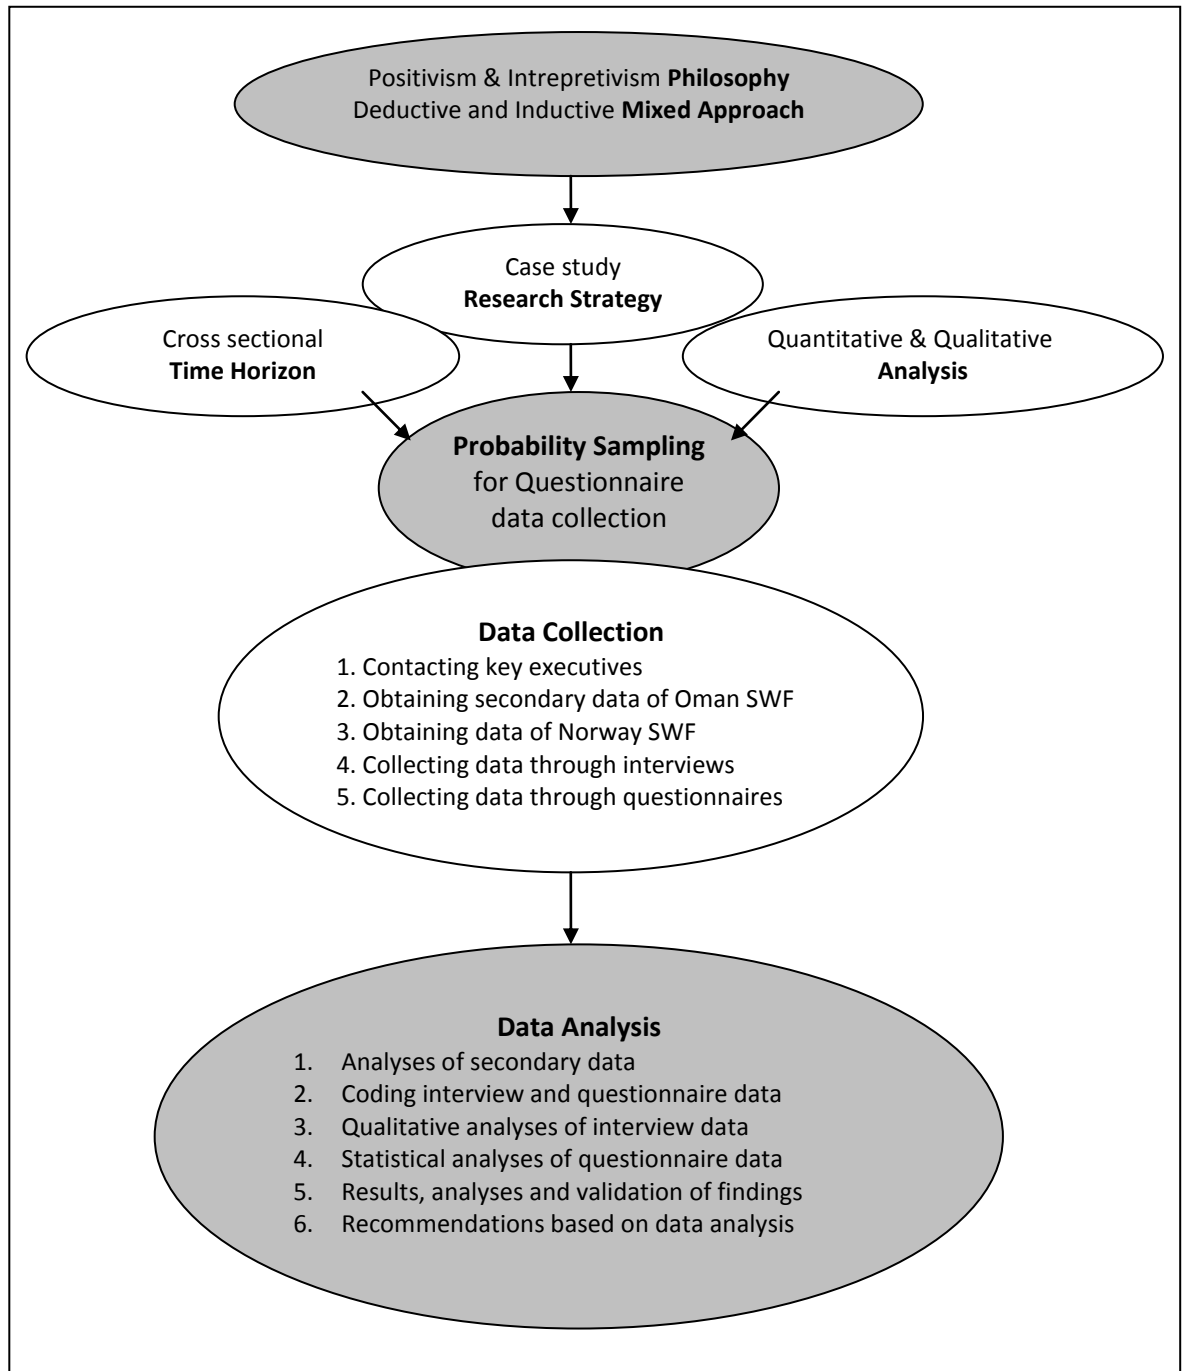 Positivism & Intrepretivism Philosophy
Deductive and Inductive Mixed Approach
Case study
Research Strategy
Cross sectional
Time Horizon
Quantitative & Qualitative
Analysis
Probability Sampling
for Questionnaire
data collection
Data Collection
1. Contacting key executives
2. Obtaining secondary data of Oman SWF
3. Obtaining data of Norway SWF
4. Collecting data through interviews
5. Collecting data through questionnaires
Data Analysis
1. Analyses of secondary data
2. Coding interview and questionnaire data
3. Qualitative analyses of interview data
4. Statistical analyses of questionnaire data
5. Results, analyses and validation of findings
6. Recommendations based on data analysis